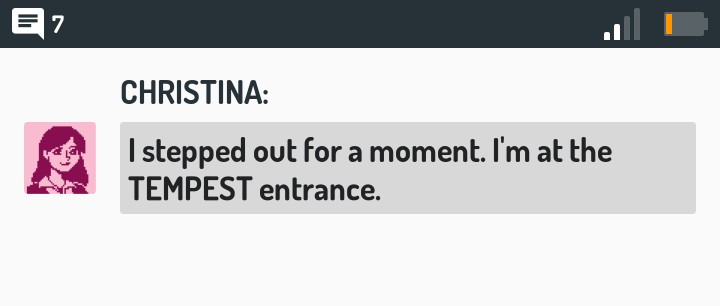 7
CHRISTINA:
I stepped out for a moment. I'm at the
TEMPEST entrance.